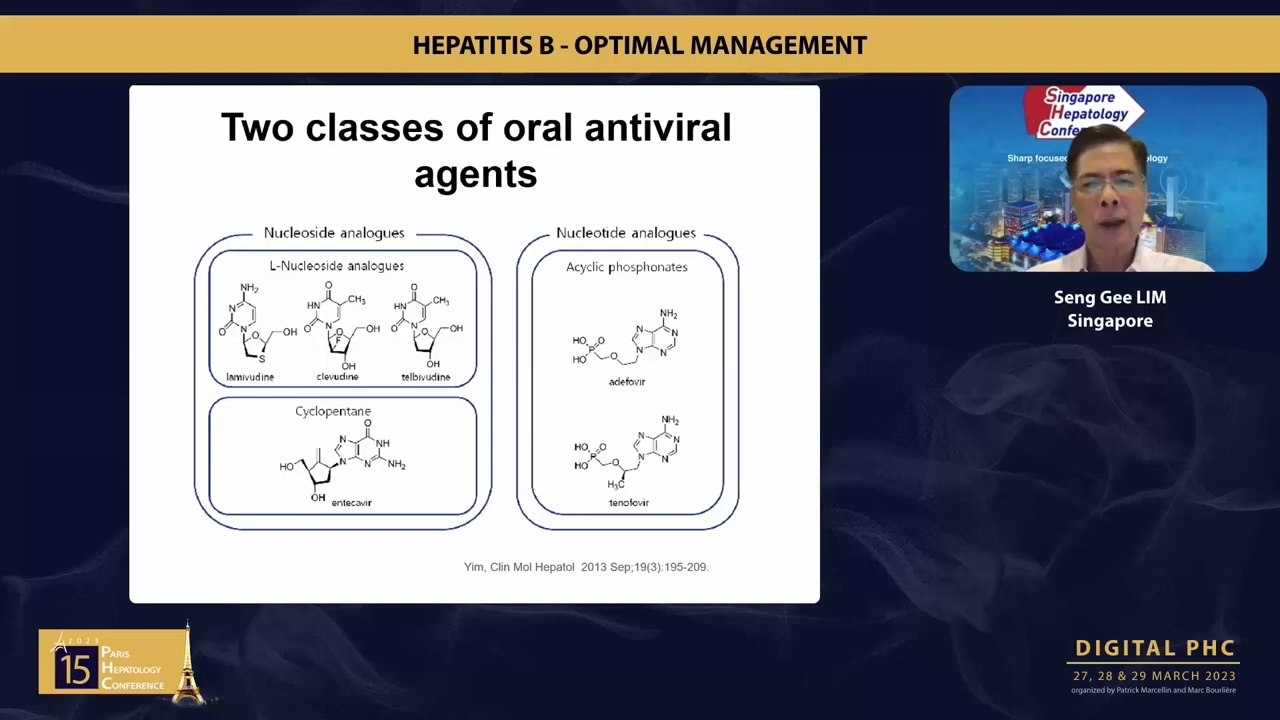 HEPATITIS B - OPTIMAL MANAGEMENT
Two classes of oral antiviral
agents
Nucleoside analogues
L-Nucleoside analogues
NH₂
N
O
N
O
OH
S
lamivudine
O
HN
CH₃
O
N
O
OH
F
OH
clevudine
O
HN
CH₃
O
N
O
OH
OH
telbivudine
Cyclopentane
O
N
NH
HO
N
N
NH₂
OH
entecavir
Nucleotide analogues
Acyclic phosphonates
NH₂
HO
O
N
N
P
HO
O
N
N
adefovir
NH₂
HO
O
N
N
P
HO
O
N
N
H₃C
tenofovir
Yim, Clin Mol Hepatol 2013 Sep;19(3):195-209.
Singapore
Hepatology
Confe
Sharp focuse
ology
Seng Gee LIM
Singapore
2023
15
PARIS
HEPATOLOGY
CONFERENCE
DIGITAL PHC
27, 28 & 29 MARCH 2023
organized by Patrick Marcellin and Marc Bourlière